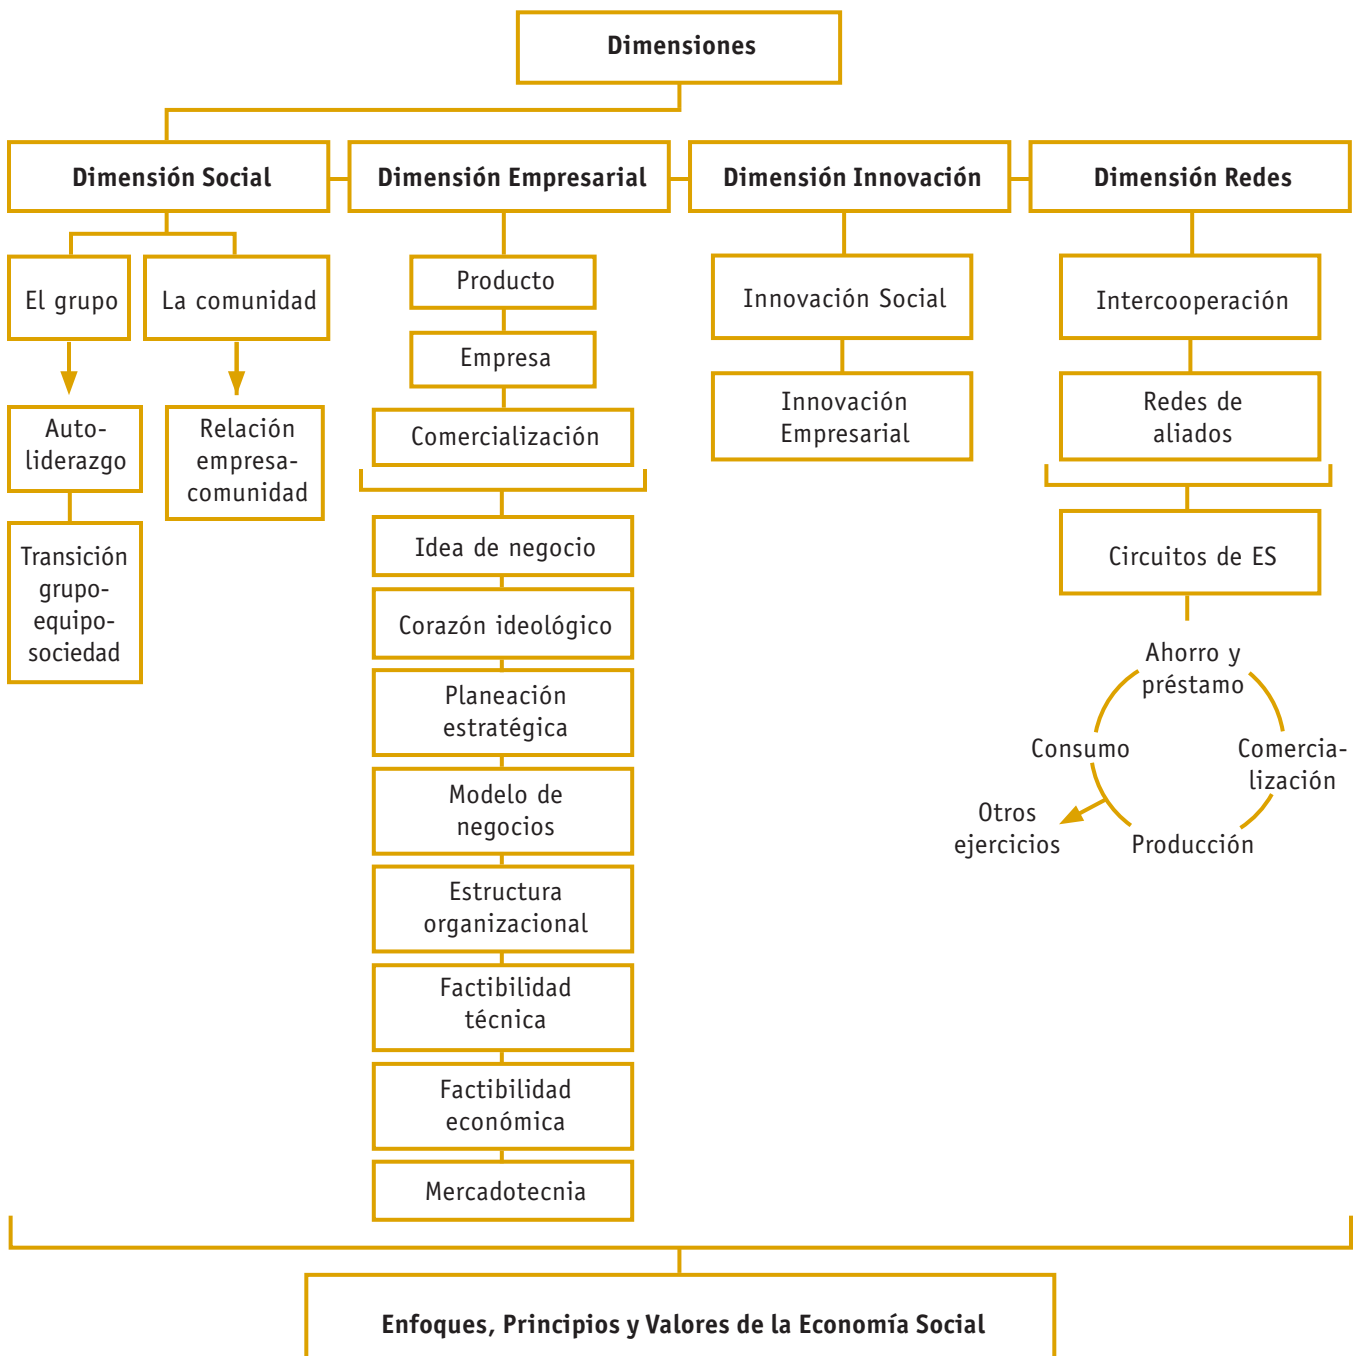 Dimensiones
Dimensión Social
Dimensión Empresarial
Dimensión Innovación
Dimensión Redes
El grupo
La comunidad
Auto-
liderazgo
Relación
empresa-
comunidad
Transición
grupo-
equipo-
sociedad
Producto
Empresa
Comercialización
Idea de negocio
Corazón ideológico
Planeación
estratégica
Modelo de
negocios
Estructura
organizacional
Factibilidad
técnica
Factibilidad
económica
Mercadotecnia
Innovación Social
Innovación
Empresarial
Intercooperación
Redes de
aliados
Circuitos de ES
Ahorro y
préstamo
Consumo
Comercia-
lización
Otros
ejercicios
Producción
Enfoques, Principios y Valores de la Economía Social